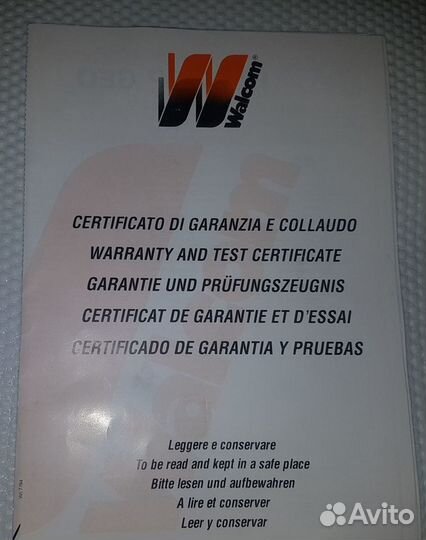 Walcom®
CERTIFICATO DI GARANZIA E COLLAUDO
WARRANTY AND TEST CERTIFICATE
GARANTIE UND PRÜFUNGSZEUGNIS
CERTIFICAT DE GARANTIE ET D'ESSAI
CERTIFICADO DE GARANTIA Y PRUEBAS
Leggere e conservare
To be read and kept in a safe place
Bitte lesen und aufbewahren
A lire et conserver
Leer y conservar
Avito